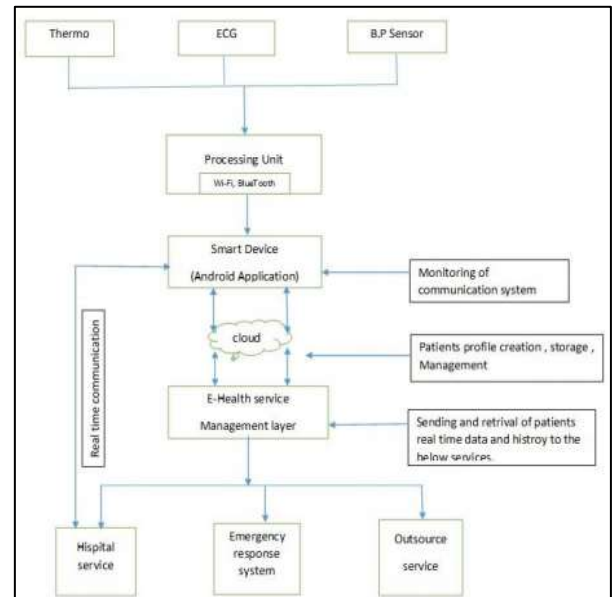 Thermo
ECG
B.P Sensor
Processing Unit
Wi-Fi, BlueTooth
Smart Device
(Android Application)
Monitoring of
communication system
cloud
Patients profile creation , storage ,
Management
Real time communication
E-Health service
Management layer
Sending and retrival of patients
real time data and histroy to the
below services.
Hispital
service
Emergency
response
system
Outsource
service